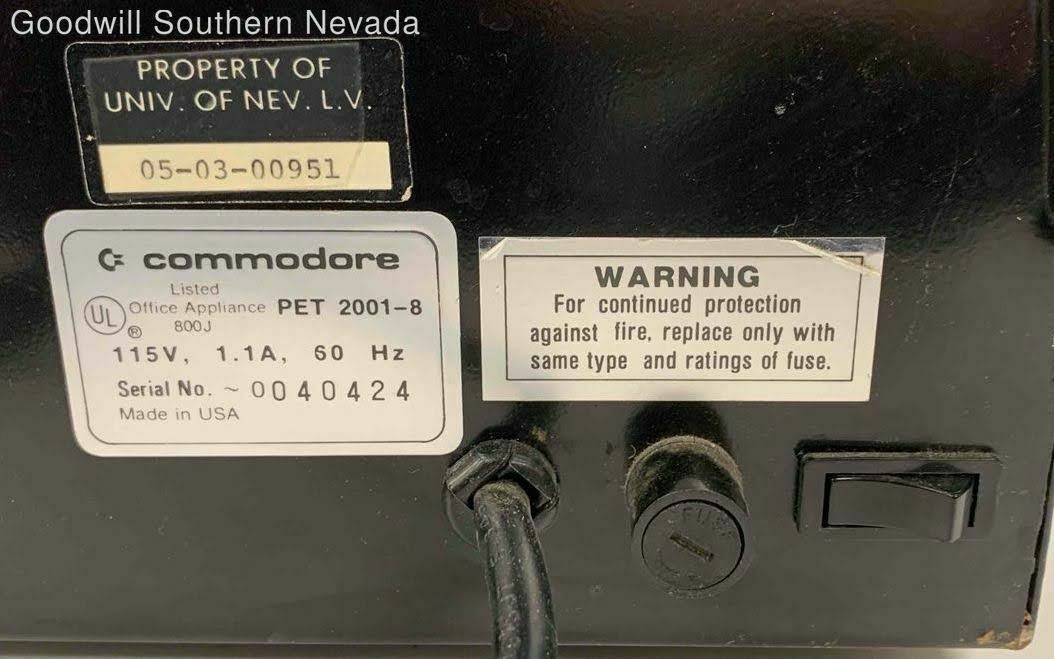 Goodwill Southern Nevada
PROPERTY OF
UNIV. OF NEV. L.V.
05-03-00951
commodore
Listed
UL Office Appliance PET 2001-8
® 800J
115V, 1.1A, 60 Hz
Serial No. ~0040424
Made in USA
WARNING
For continued protection
against fire, replace only with
same type and ratings of fuse.
FUSE